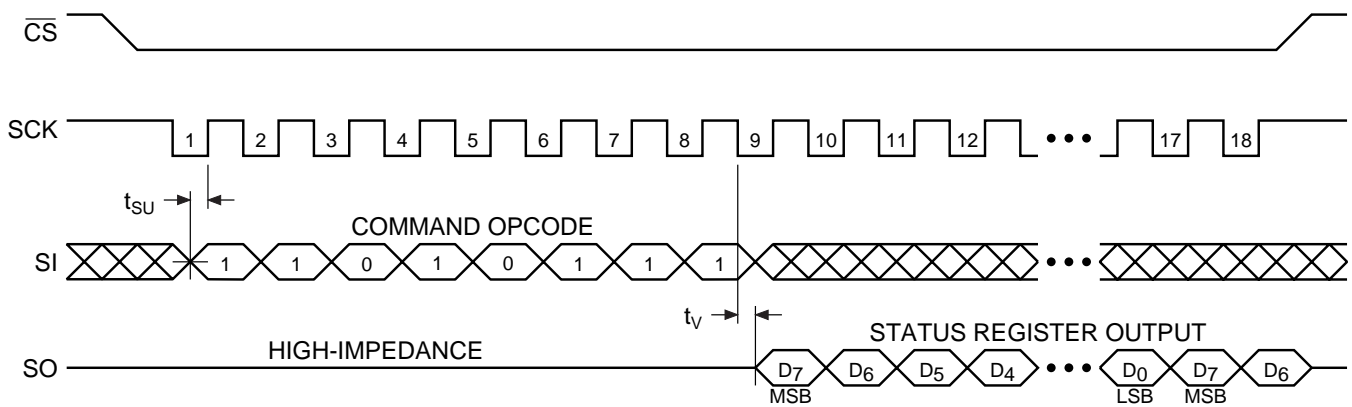 CS
SCK 1 2 3 4 5 6 7 8 9 10 11 12 ••• 17 18
tSU
COMMAND OPCODE
SI 1 1 0 1 0 1 1 1 •••
tV
HIGH-IMPEDANCE
STATUS REGISTER OUTPUT
SO D7 D6 D5 D4 ••• D0 D7 D6
MSB LSB MSB